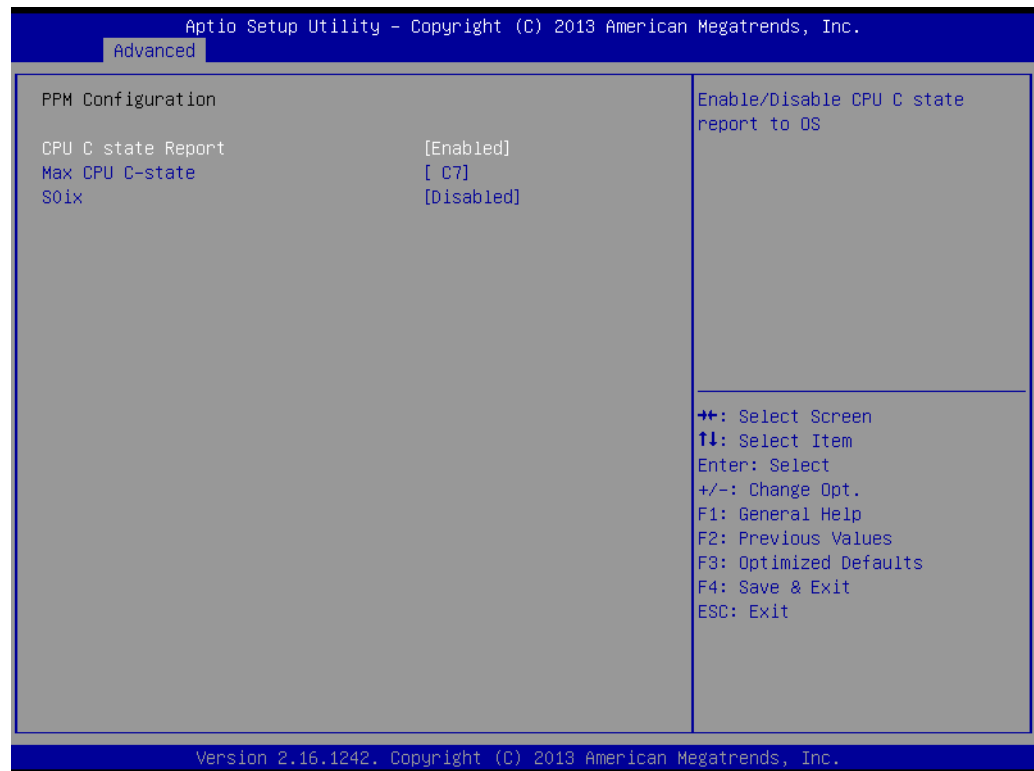 Aptio Setup Utility – Copyright (C) 2013 American Megatrends, Inc.
Advanced
PPM Configuration
CPU C state Report [Enabled]
Max CPU C-state [ C7]
S0ix [Disabled]
Enable/Disable CPU C state
report to OS
→←: Select Screen
↑↓: Select Item
Enter: Select
+/-: Change Opt.
F1: General Help
F2: Previous Values
F3: Optimized Defaults
F4: Save & Exit
ESC: Exit
Version 2.16.1242. Copyright (C) 2013 American Megatrends, Inc.